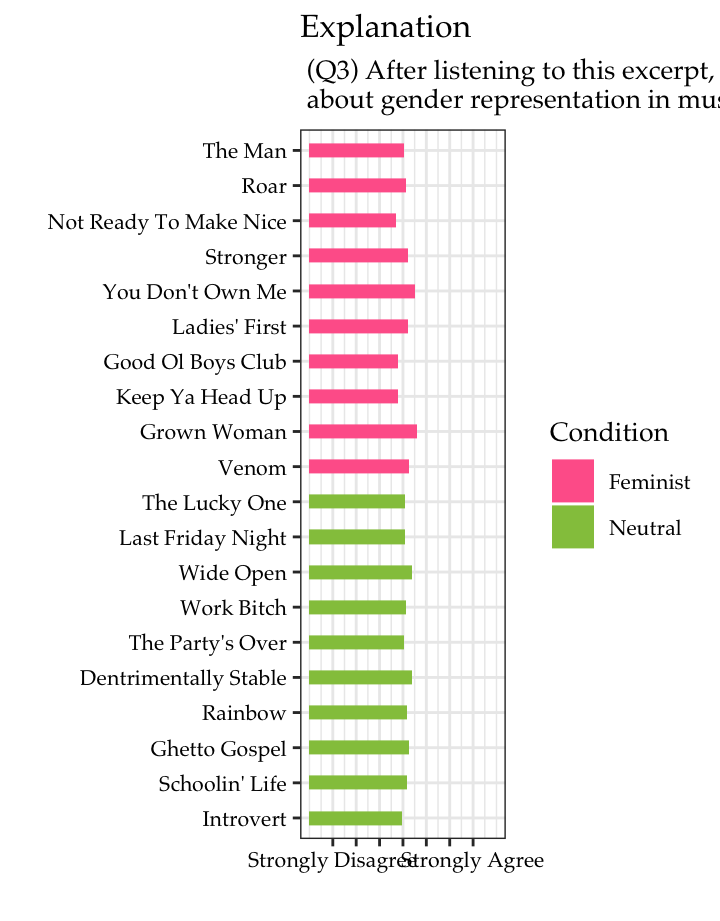 Explanation
(Q3) After listening to this excerpt,
about gender representation in mus
The Man
Roar
Not Ready To Make Nice
Stronger
You Don't Own Me
Ladies' First
Good Ol Boys Club
Keep Ya Head Up
Grown Woman
Venom
The Lucky One
Last Friday Night
Wide Open
Work Bitch
The Party's Over
Dentrimentally Stable
Rainbow
Ghetto Gospel
Schoolin' Life
Introvert
Strongly Disagree Strongly Agree
Condition
Feminist
Neutral